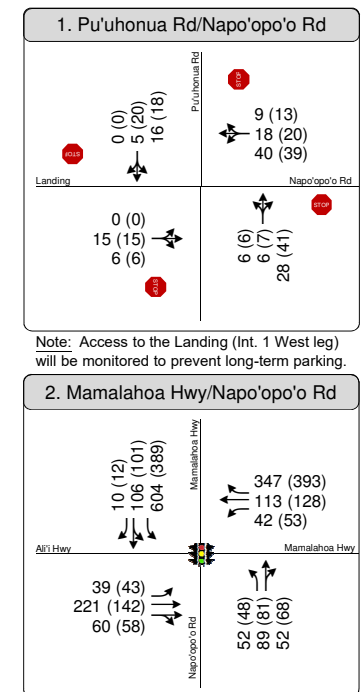 1. Pu'uhonua Rd/Napo'opo'o Rd
Pu'uhonua Rd
STOP
0 (0)
5 (20)
16 (18)
9 (13)
18 (20)
40 (39)
STOP
Landing
Napo'opo'o Rd
STOP
0 (0)
15 (15)
6 (6)
6 (6)
6 (7)
28 (41)
STOP
Note: Access to the Landing (Int. 1 West leg)
will be monitored to prevent long-term parking.
2. Mamalahoa Hwy/Napo'opo'o Rd
Mamalahoa Hwy
10 (12)
106 (101)
604 (389)
347 (393)
113 (128)
42 (53)
Ali'i Hwy
Mamalahoa Hwy
39 (43)
221 (142)
60 (58)
Napo'opo'o Rd
52 (48)
89 (81)
52 (68)